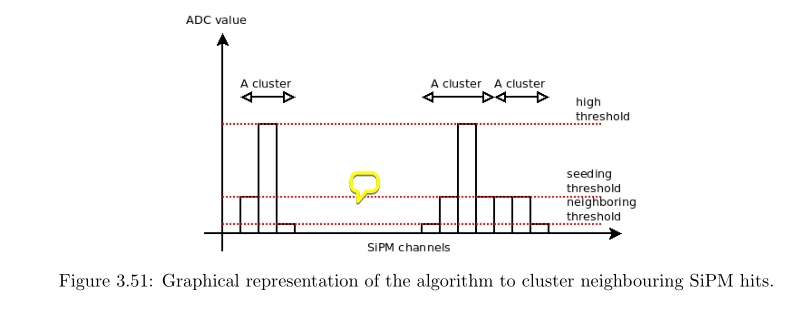 ADC value
A cluster
A cluster A cluster
high
threshold
seeding
threshold
neighboring
threshold
SiPM channels
Figure 3.51: Graphical representation of the algorithm to cluster neighbouring SiPM hits.